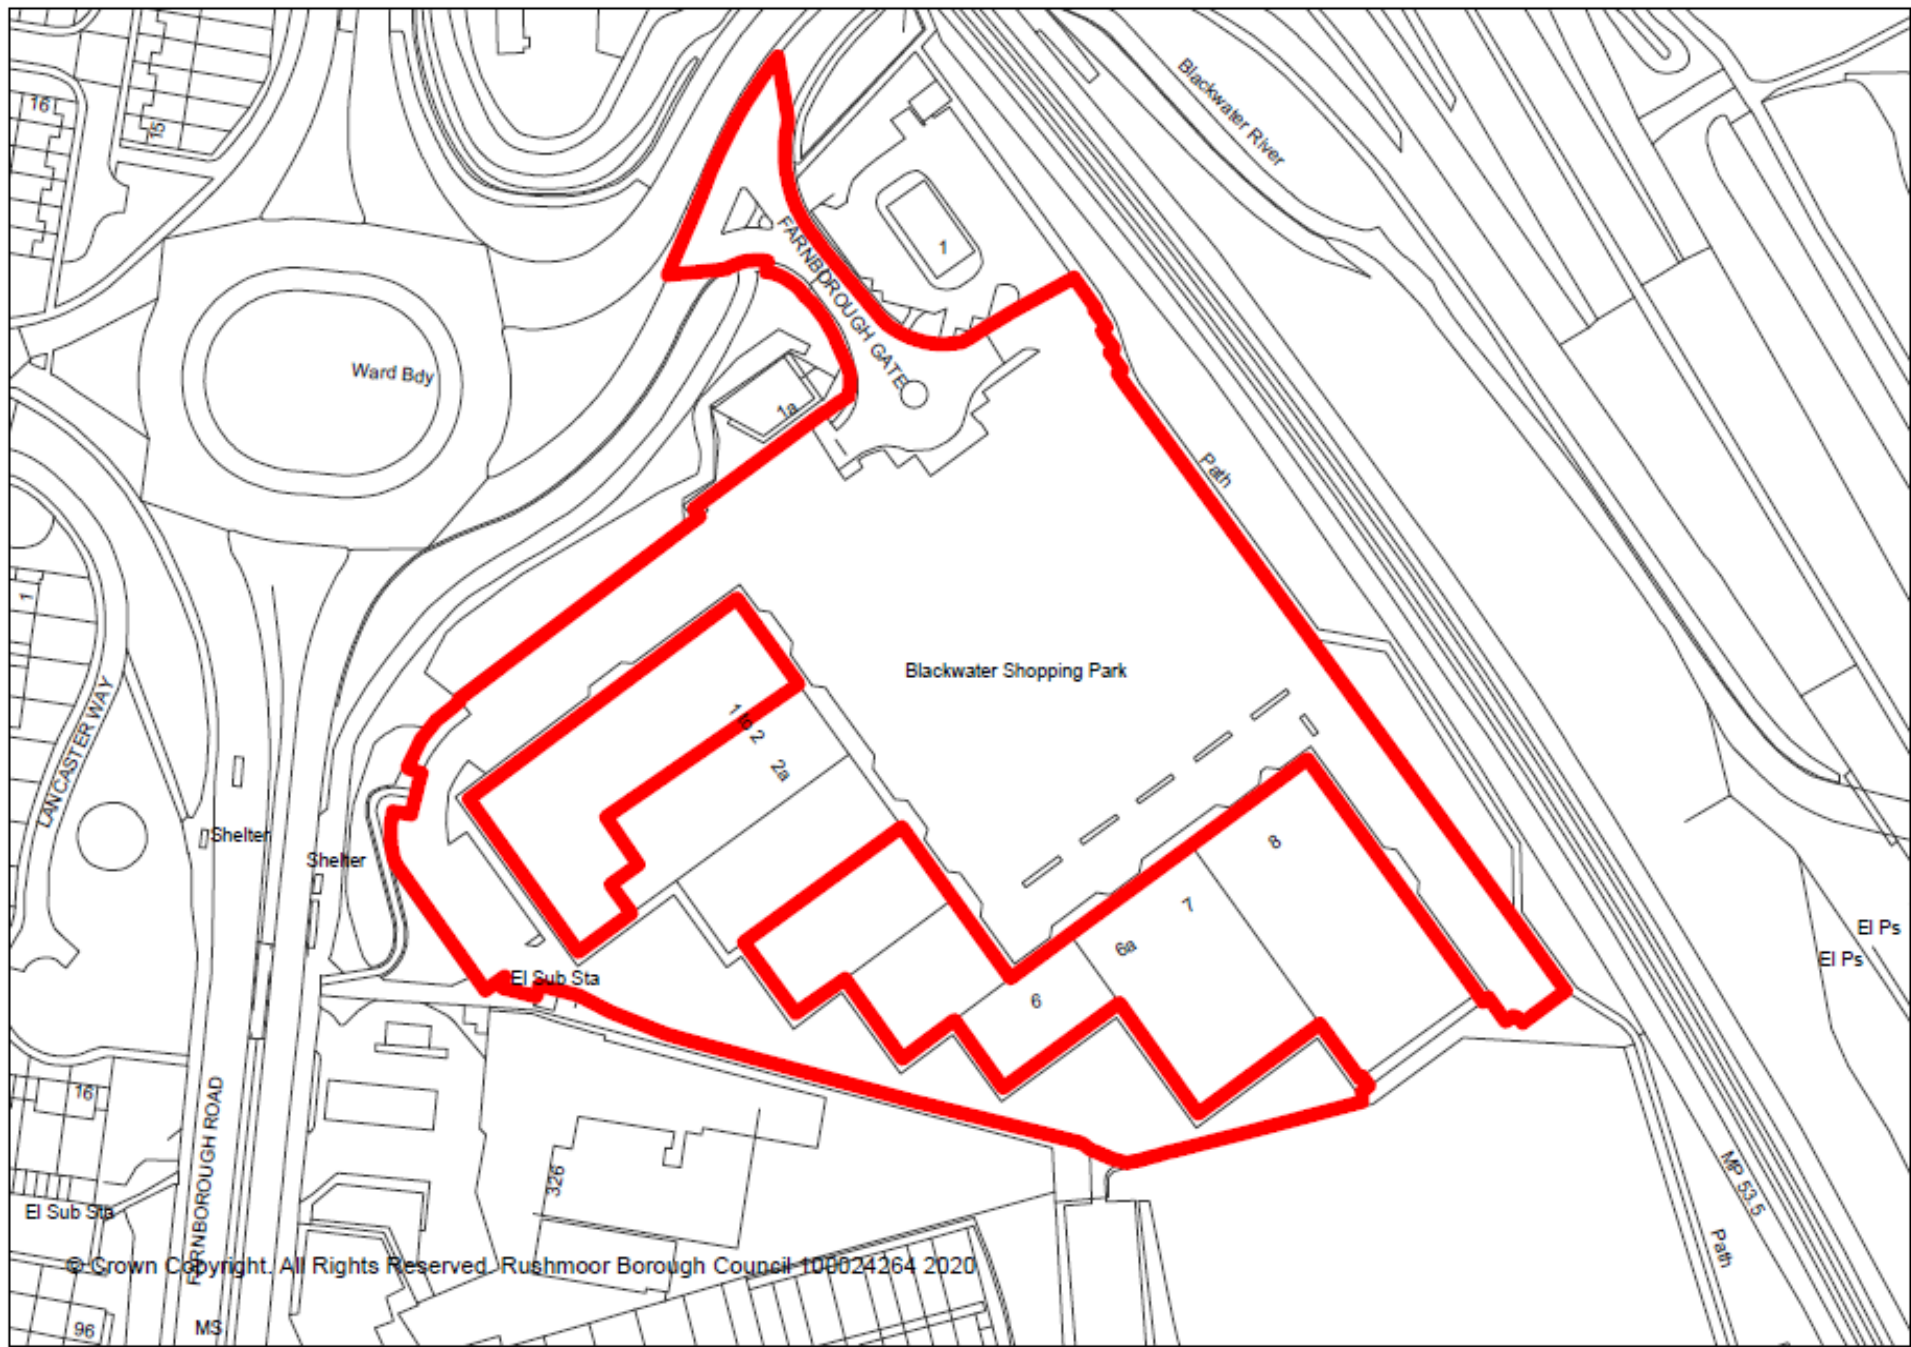 16
15
Blackwater River
1
FARNBOROUGH GATE
Ward Bdy
1a
Path
1
Blackwater Shopping Park
LANCASTER WAY
1 to 2
2a
Shelter
Shelter
8
7
6a
6
El Sub Sta
El Ps
El Ps
16
FARNBOROUGH ROAD
326
MP 53.5
Path
El Sub Sta
© Crown Copyright. All Rights Reserved. Rushmoor Borough Council 100024264 2020
96
MS